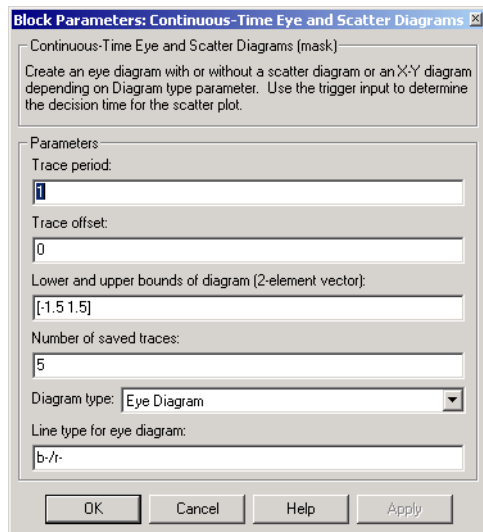 Block Parameters: Continuous-Time Eye and Scatter Diagrams
Continuous-Time Eye and Scatter Diagrams (mask)
Create an eye diagram with or without a scatter diagram or an X-Y diagram
depending on Diagram type parameter.  Use the trigger input to determine
the decision time for the scatter plot.
Parameters
Trace period:
1
Trace offset:
0
Lower and upper bounds of diagram (2-element vector):
[-1.5 1.5]
Number of saved traces:
5
Diagram type: Eye Diagram
Line type for eye diagram:
b-/r-
OK Cancel Help Apply